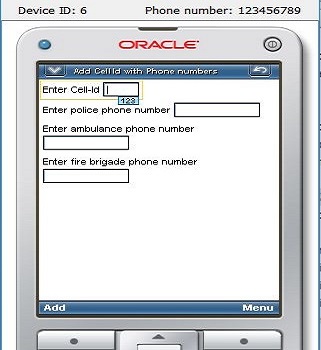 Device ID: 6 Phone number: 123456789
ORACLE
Add CellId with Phone numbers
Enter Cell-Id
123
Enter police phone number
Enter ambulance phone number
Enter fire brigade phone number
Add Menu